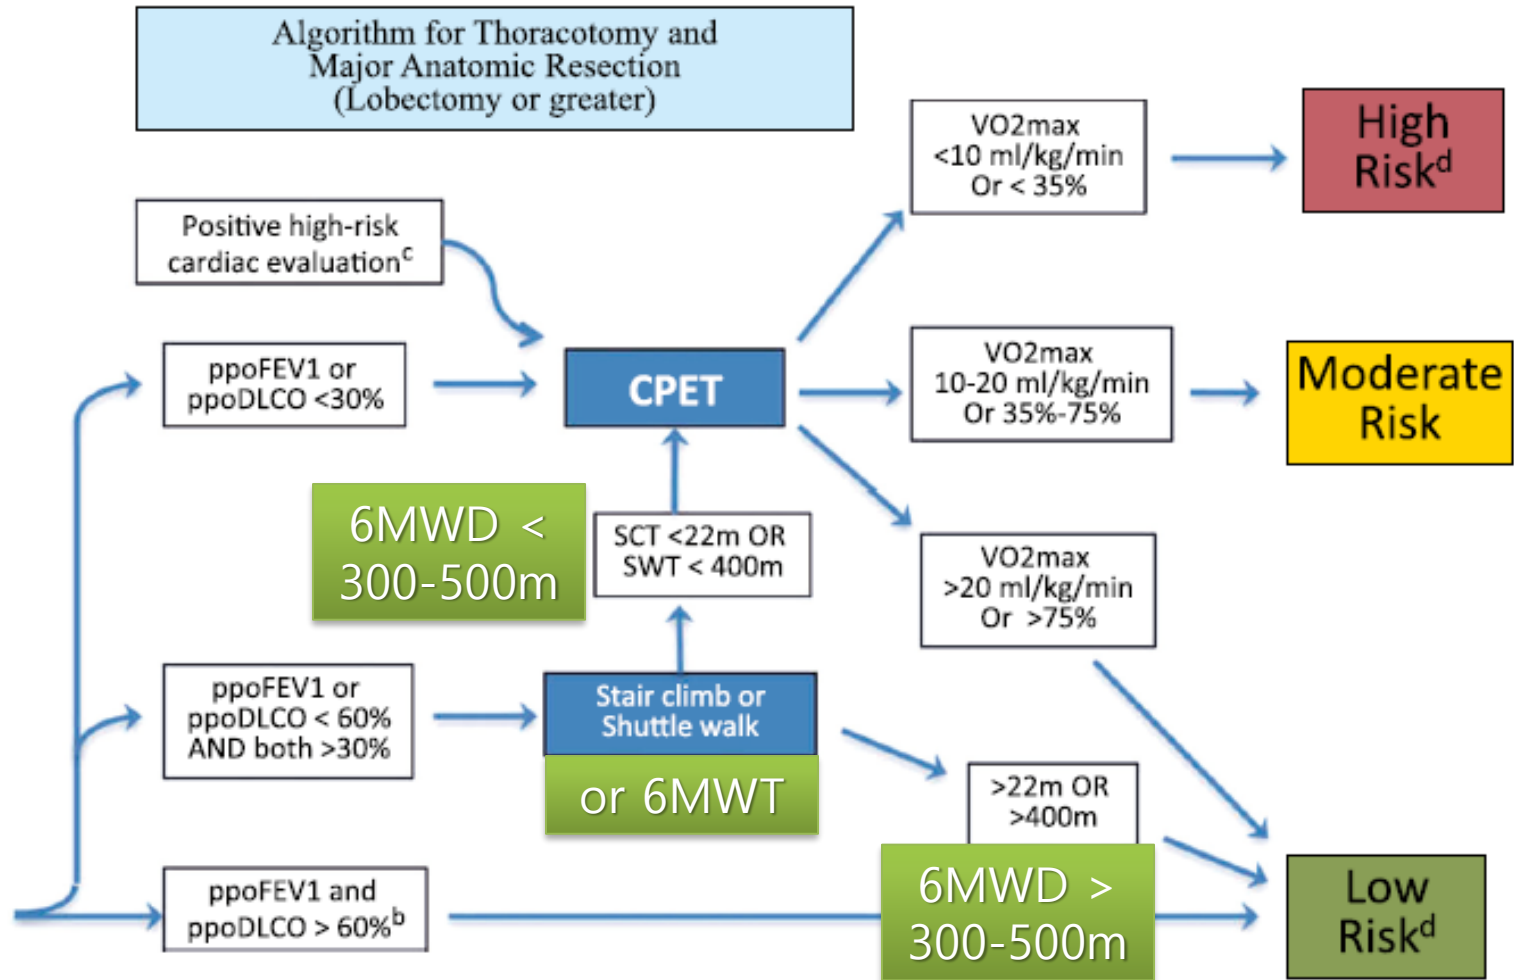 Algorithm for Thoracotomy and
Major Anatomic Resection
(Lobectomy or greater)
VO2max
<10 ml/kg/min
Or < 35%
High
Riskᵈ
Positive high-risk
cardiac evaluationᶜ
ppoFEV1 or
ppoDLCO <30%
CPET
VO2max
10-20 ml/kg/min
Or 35%-75%
Moderate
Risk
6MWD <
300-500m
SCT <22m OR
SWT < 400m
VO2max
>20 ml/kg/min
Or >75%
ppoFEV1 or
ppoDLCO < 60%
AND both >30%
Stair climb or
Shuttle walk
or 6MWT
>22m OR
>400m
ppoFEV1 and
ppoDLCO > 60%ᵇ
6MWD >
300-500m
Low
Riskᵈ